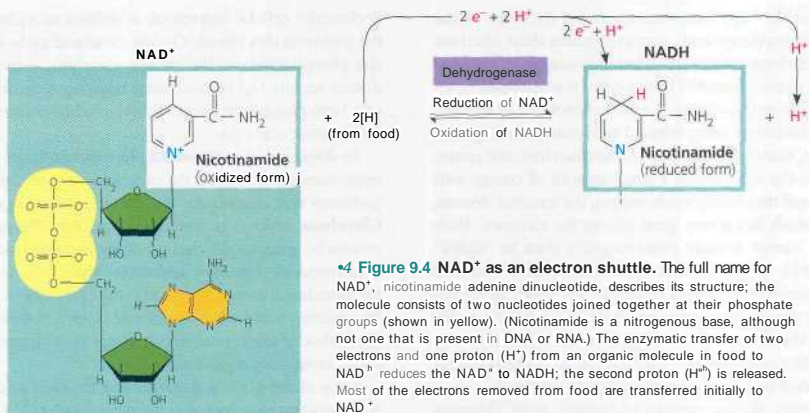 2 e⁻ + 2 H⁺
2 e⁻ + H⁺
NAD⁺
NADH
H⁺
Dehydrogenase
H
O
C
NH₂
+ 2[H]
(from food)
Reduction of NAD⁺
Oxidation of NADH
H H
O
C
NH₂
+ H⁺
N⁺
Nicotinamide
(oxidized form) j
N
Nicotinamide
(reduced form)
O
CH₂
O
O=P—O⁻
H H
O
HO OH
O=P—O⁻
O
CH₂
NH₂
N
N
H
H
N
N
O
H H
HO OH
•4 Figure 9.4 NAD⁺ as an electron shuttle. The full name for
NAD⁺, nicotinamide adenine dinucleotide, describes its structure; the
molecule consists of two nucleotides joined together at their phosphate
groups (shown in yellow). (Nicotinamide is a nitrogenous base, although
not one that is present in DNA or RNA.) The enzymatic transfer of two
electrons and one proton (H⁺) from an organic molecule in food to
NADʰ reduces the NAD" to NADH; the second proton (H"ʰ) is released.
Most of the electrons removed from food are transferred initially to
NAD⁺